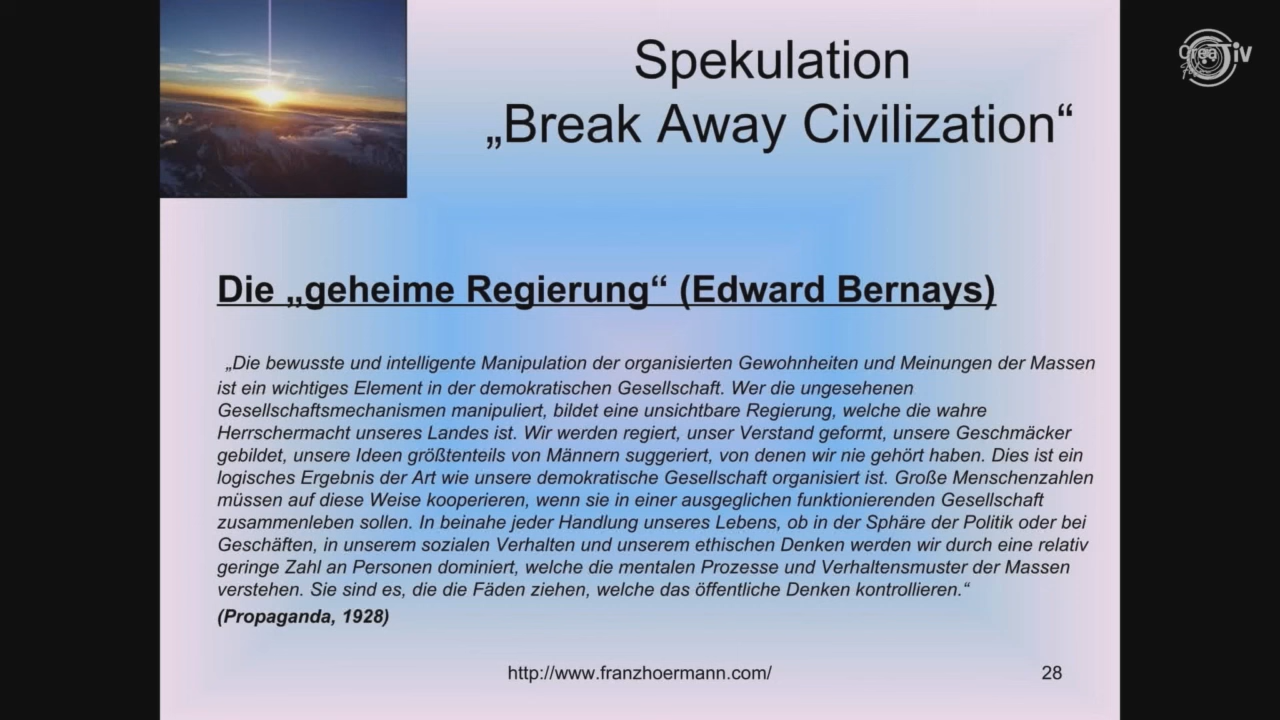 Spekulation
„Break Away Civilization“
Die „geheime Regierung“ (Edward Bernays)
„Die bewusste und intelligente Manipulation der organisierten Gewohnheiten und Meinungen der Massen
ist ein wichtiges Element in der demokratischen Gesellschaft. Wer die ungesehenen
Gesellschaftsmechanismen manipuliert, bildet eine unsichtbare Regierung, welche die wahre
Herrschermacht unseres Landes ist. Wir werden regiert, unser Verstand geformt, unsere Geschmäcker
gebildet, unsere Ideen größtenteils von Männern suggeriert, von denen wir nie gehört haben. Dies ist ein
logisches Ergebnis der Art wie unsere demokratische Gesellschaft organisiert ist. Große Menschenzahlen
müssen auf diese Weise kooperieren, wenn sie in einer ausgeglichen funktionierenden Gesellschaft
zusammenleben sollen. In beinahe jeder Handlung unseres Lebens, ob in der Sphäre der Politik oder bei
Geschäften, in unserem sozialen Verhalten und unserem ethischen Denken werden wir durch eine relativ
geringe Zahl an Personen dominiert, welche die mentalen Prozesse und Verhaltensmuster der Massen
verstehen. Sie sind es, die die Fäden ziehen, welche das öffentliche Denken kontrollieren.“
(Propaganda, 1928)
http://www.franzhoermann.com/
28